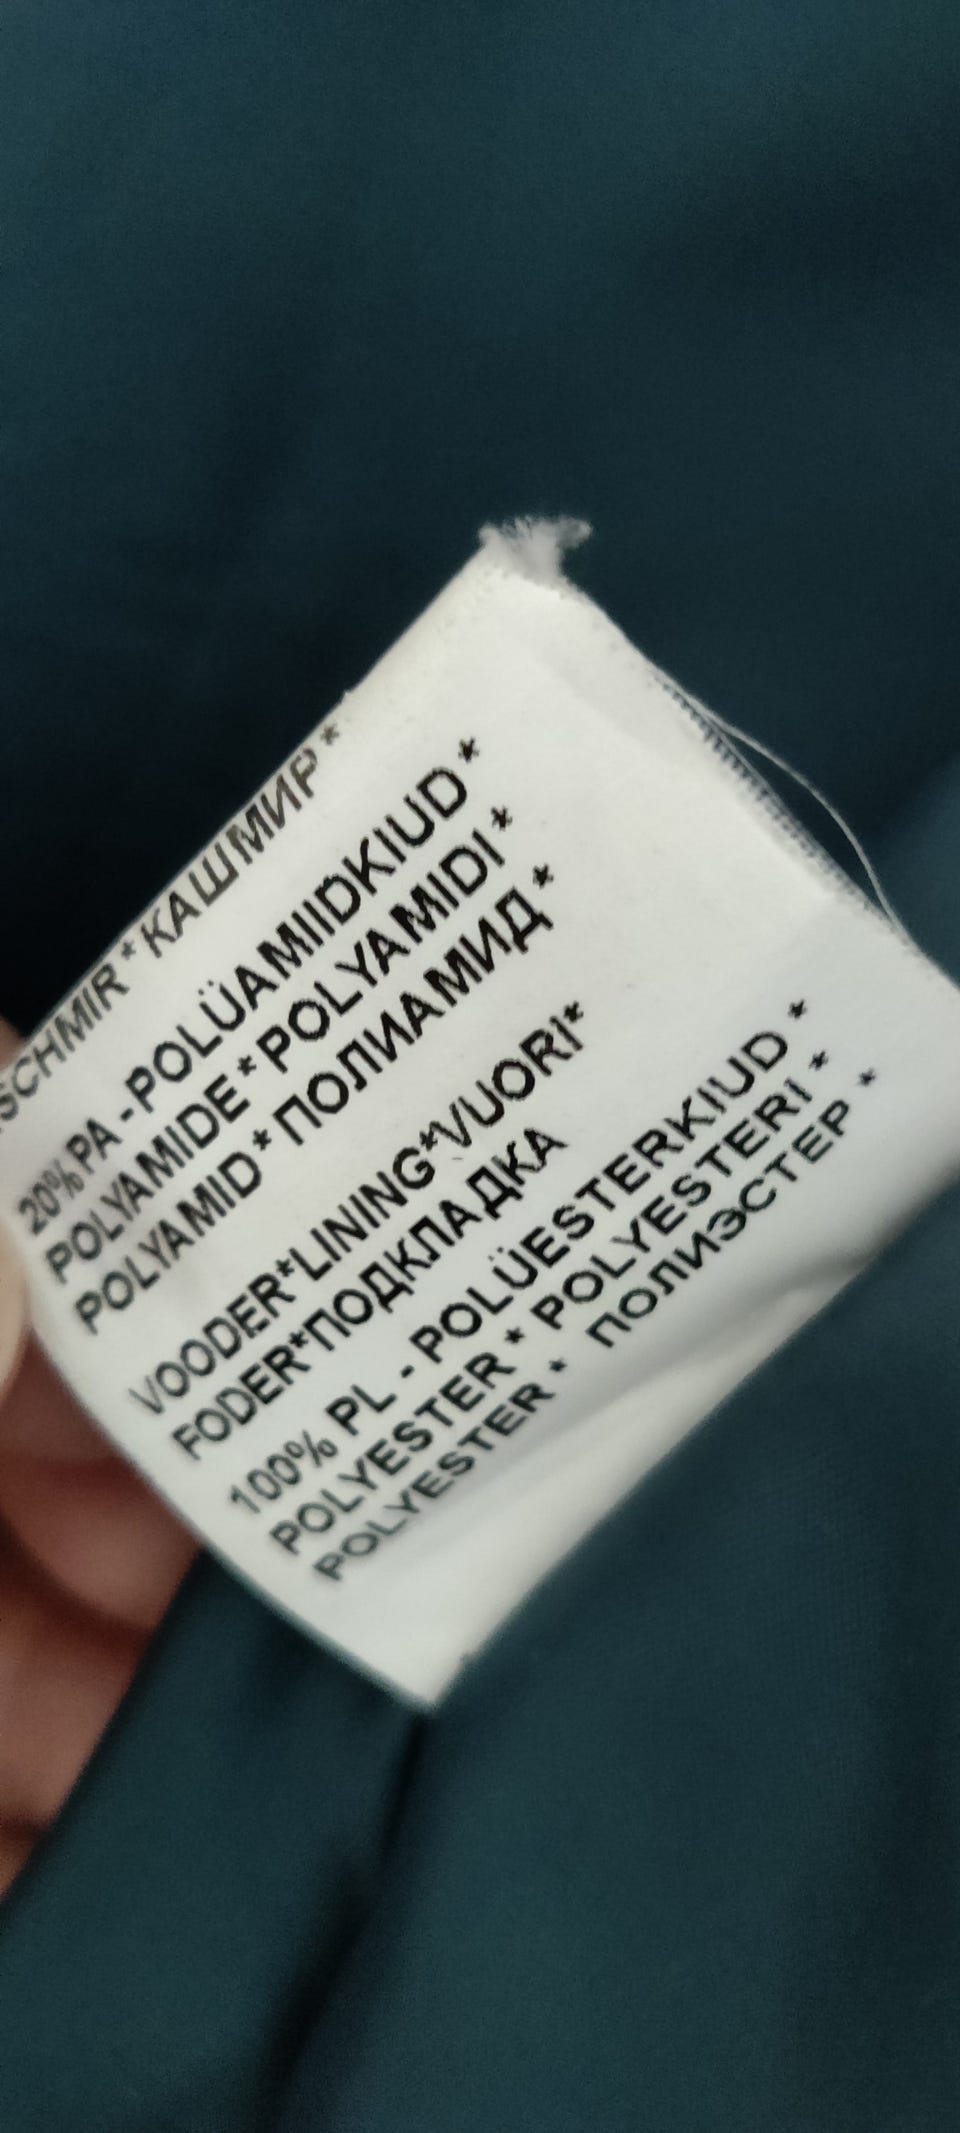 SCHMIR*КАШМИР*
20%PA-POLÜAMIIDKIUD*
POLYAMIDE*POLYAMIDI*
POLYAMID*ПОЛИАМИД*
VOODER*LINING*VUORI*
FODER*ПОДКЛАДКА
100% PL - POLÜESTERKIUD *
POLYESTER * POLYESTERI *
POLYESTER * ПОЛИЭСТЕР *